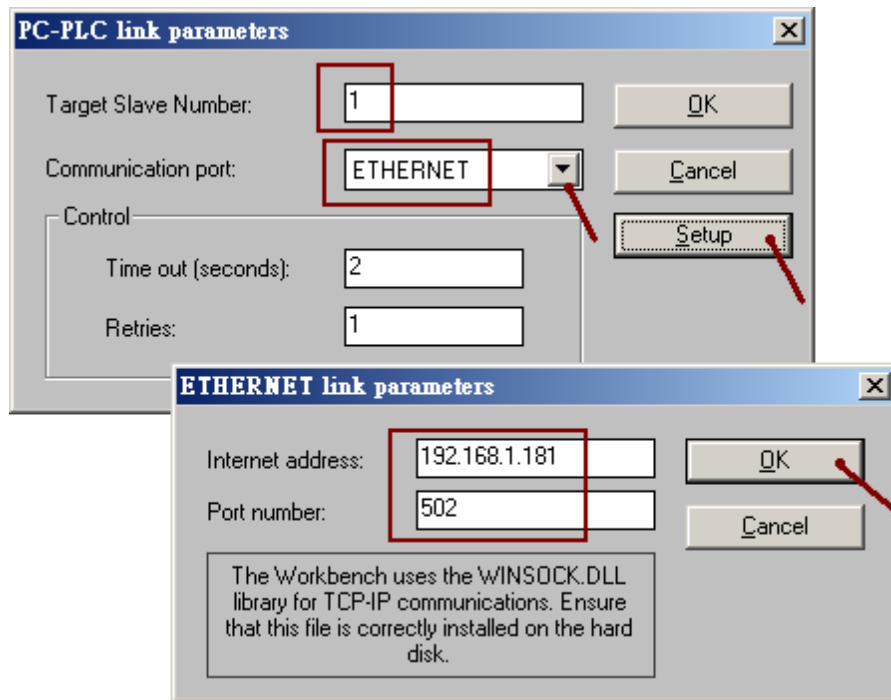 PC-PLC link parameters
Target Slave Number:
1
OK
Communication port:
ETHERNET
Cancel
Control
Setup
Time out (seconds):
2
Retries:
1
ETHERNET link parameters
Internet address:
192.168.1.181
OK
Port number:
502
Cancel
The Workbench uses the WINSOCK.DLL
library for TCP-IP communications. Ensure
that this file is correctly installed on the hard
disk.